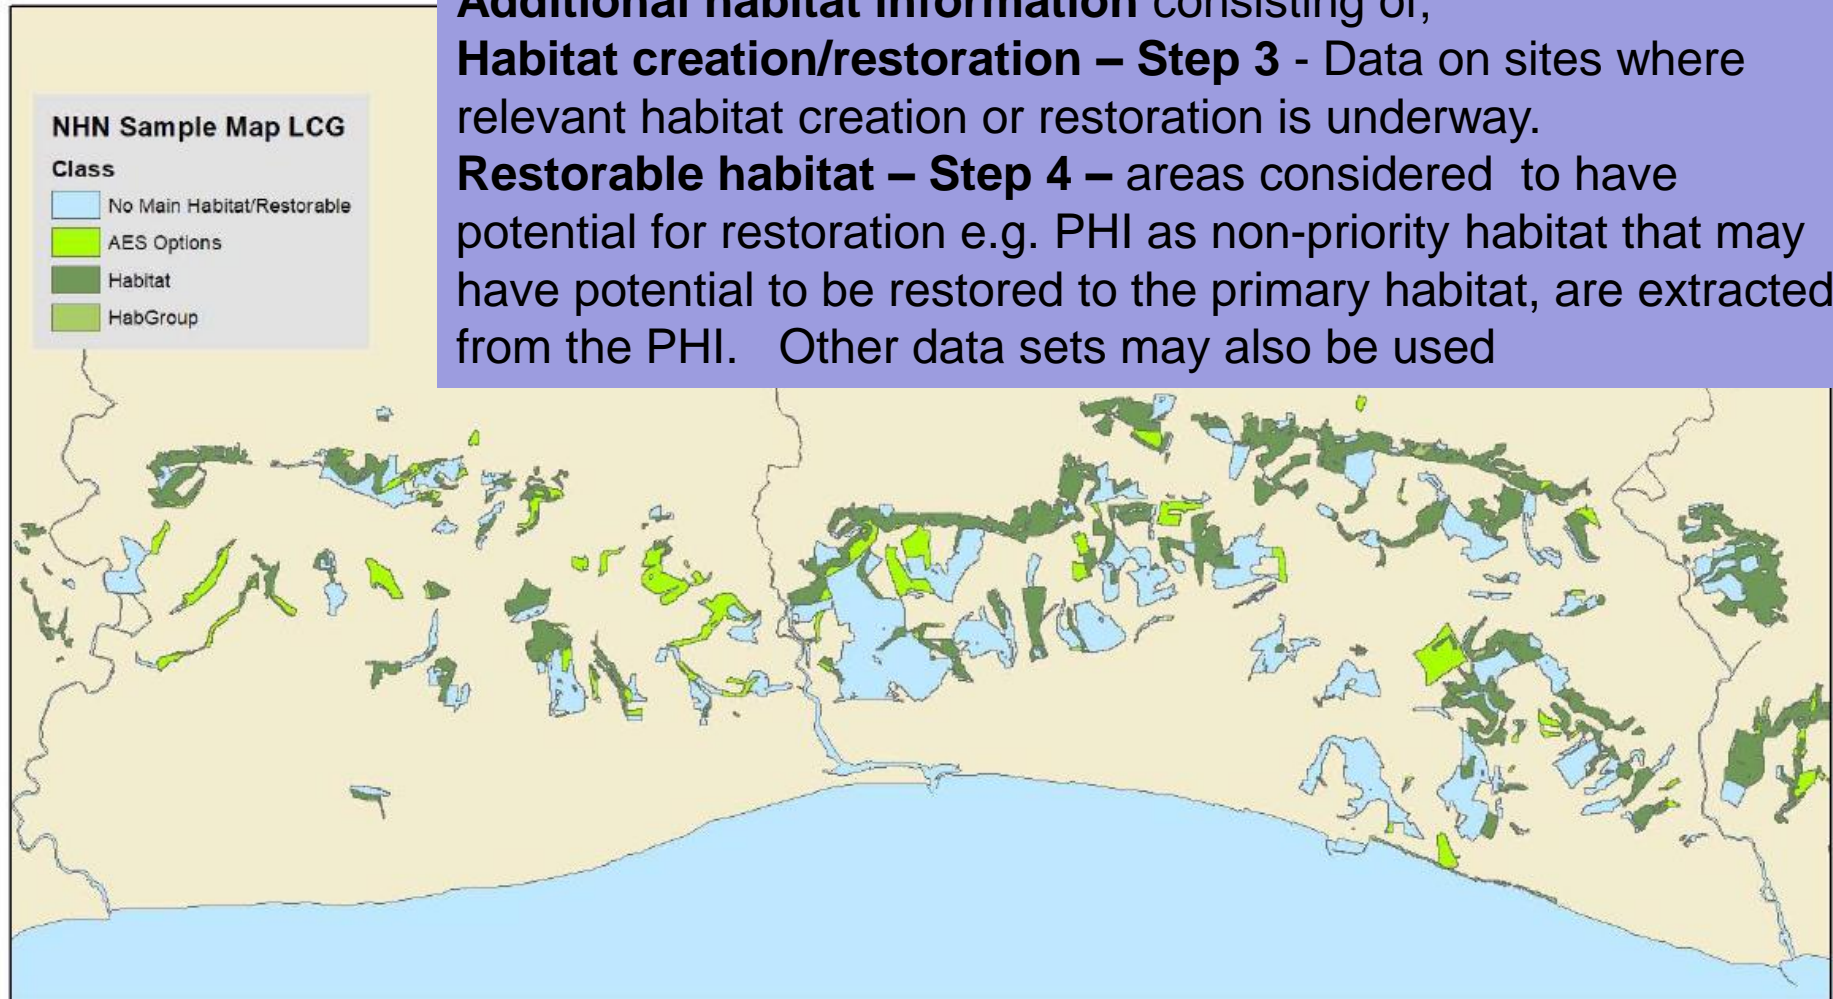 Additional habitat information consisting of;
Habitat creation/restoration – Step 3 - Data on sites where
relevant habitat creation or restoration is underway.
Restorable habitat – Step 4 – areas considered  to have
potential for restoration e.g. PHI as non-priority habitat that may
have potential to be restored to the primary habitat, are extracted
from the PHI.   Other data sets may also be used
NHN Sample Map LCG
Class
No Main Habitat/Restorable
AES Options
Habitat
HabGroup